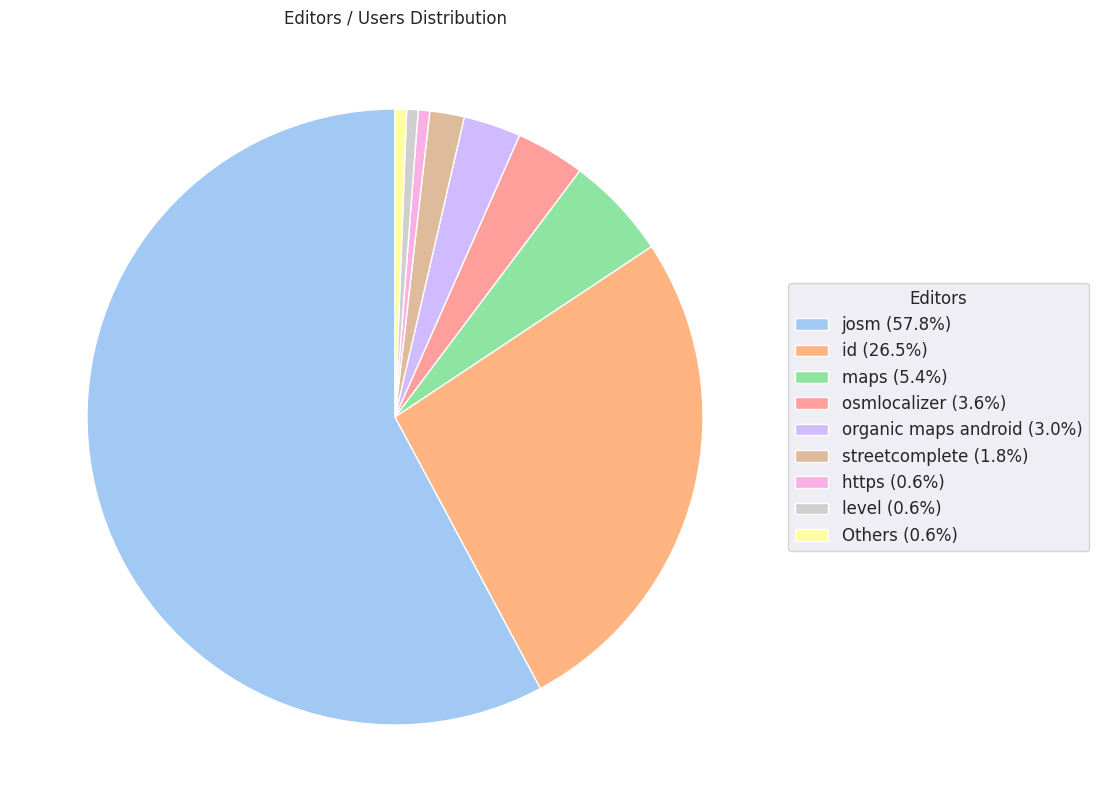 Editors / Users Distribution
Editors
josm (57.8%)
id (26.5%)
maps (5.4%)
osmlocalizer (3.6%)
organic maps android (3.0%)
streetcomplete (1.8%)
https (0.6%)
level (0.6%)
Others (0.6%)